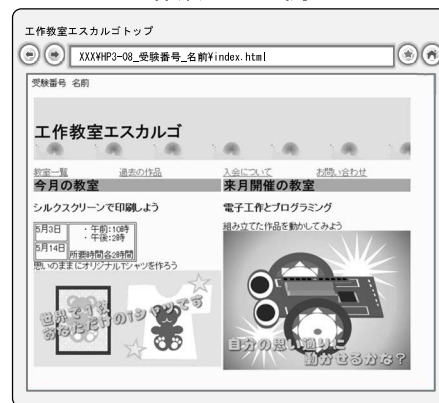 工作教室エスカルゴトップ
XXX¥HP3-08_受験番号_名前¥index.html
受験番号 名前
工作教室エスカルゴ
教室一覧 過去の作品 入会について お問い合わせ
今月の教室
シルクスクリーンで印刷しよう
5月3日
5月14日
・午前:10時
・午後:2時
所要時間各2時間
思いのままにオリジナルTシャツを作ろう
世界で1枚
あなただけのTシャツです
来月開催の教室
電子工作とプログラミング
組み立てた作品を動かしてみよう
自分の思い通りに
動かせるかな?